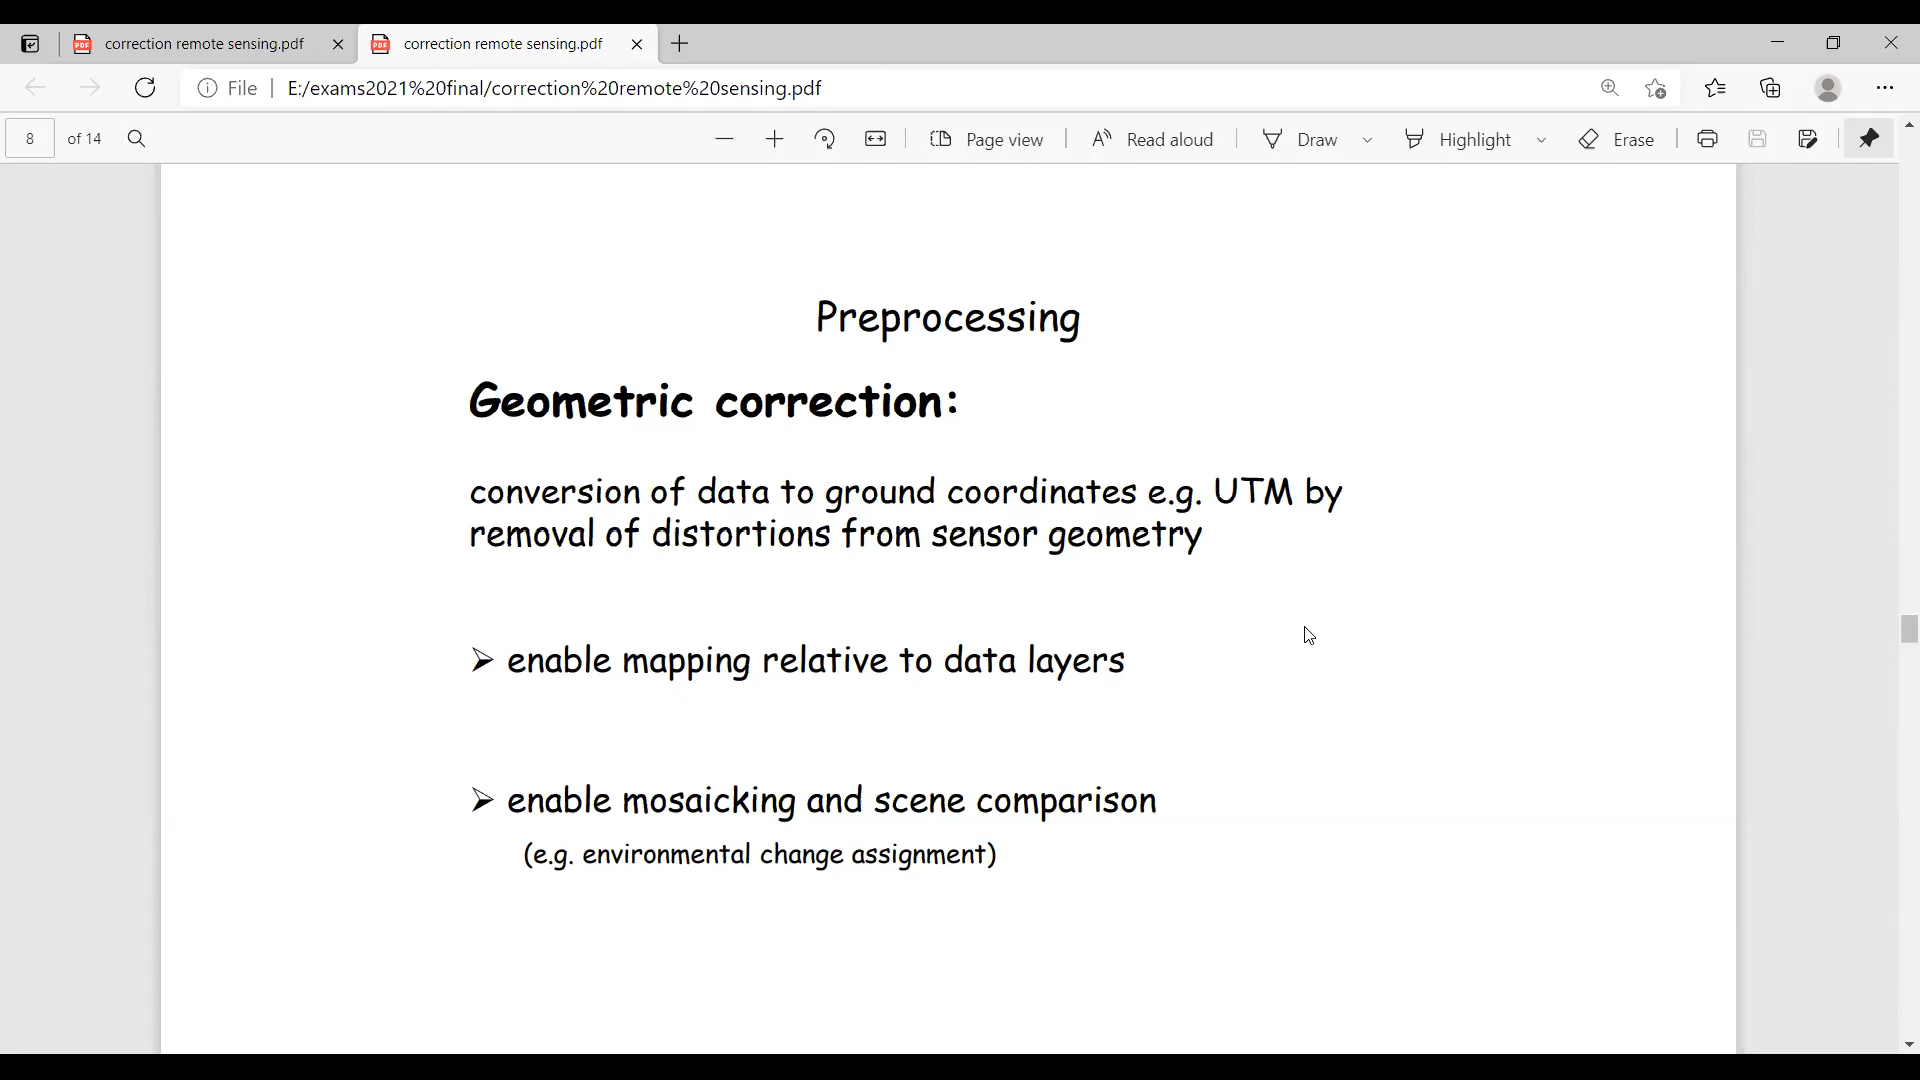 correction remote sensing.pdf
correction remote sensing.pdf
File
E:/exams2021%20final/correction%20remote%20sensing.pdf
8 of 14
Page view
Read aloud
Draw
Highlight
Erase
Preprocessing
Geometric correction:
conversion of data to ground coordinates e.g. UTM by
removal of distortions from sensor geometry
➢ enable mapping relative to data layers
➢ enable mosaicking and scene comparison
(e.g. environmental change assignment)